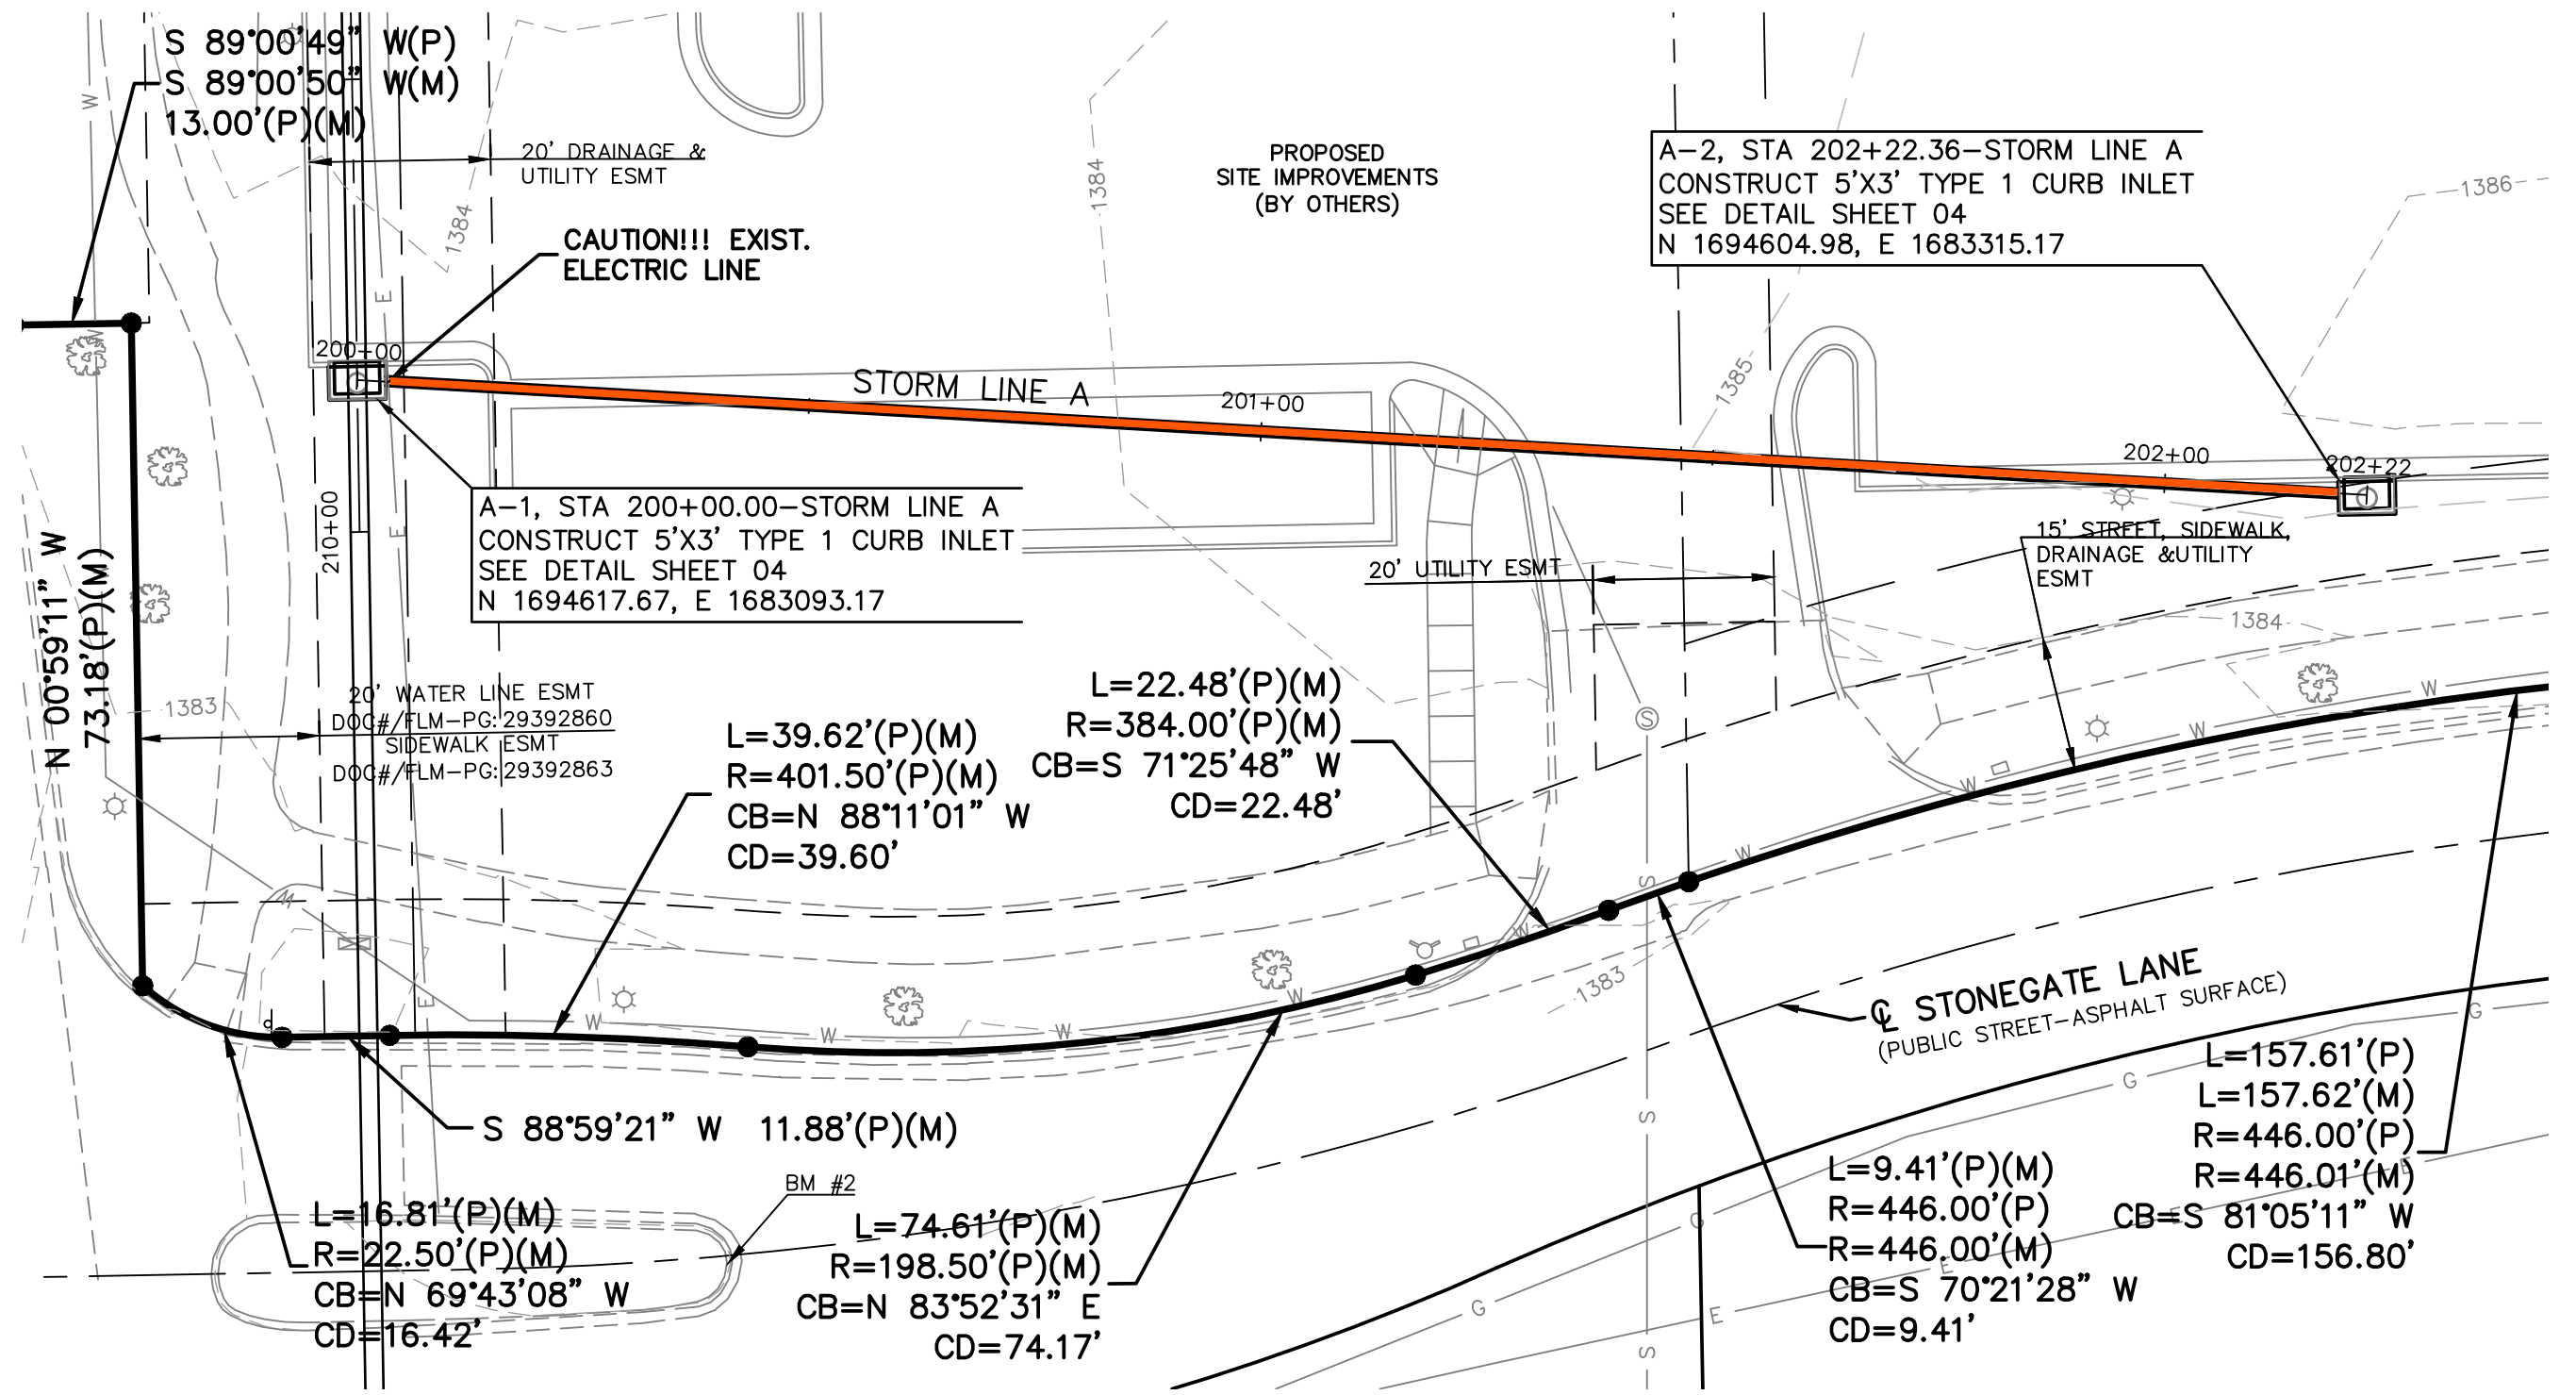 S 89°00'49" W(P)
S 89°00'50" W(M)
13.00'(P)(M)
W
20' DRAINAGE &
UTILITY ESMT
1384
CAUTION!!! EXIST.
ELECTRIC LINE
1384
PROPOSED
SITE IMPROVEMENTS
(BY OTHERS)
A-2, STA 202+22.36-STORM LINE A
CONSTRUCT 5'X3' TYPE 1 CURB INLET
SEE DETAIL SHEET 04
N 1694604.98, E 1683315.17
1386
E
W
200+00
STORM LINE A
201+00
1385
202+00
202+22
A-1, STA 200+00.00-STORM LINE A
CONSTRUCT 5'X3' TYPE 1 CURB INLET
SEE DETAIL SHEET 04
N 1694617.67, E 1683093.17
210+00
E
15' STREET, SIDEWALK,
DRAINAGE &UTILITY
ESMT
20' UTILITY ESMT
N 00°59'11" W
73.18'(P)(M)
1384
1383
20' WATER LINE ESMT
DOC#/FLM-PG:29392860
SIDEWALK ESMT
DOC#/FLM-PG:29392863
L=39.62'(P)(M)
R=401.50'(P)(M)
CB=N 88°11'01" W
CD=39.60'
L=22.48'(P)(M)
R=384.00'(P)(M)
CB=S 71°25'48" W
CD=22.48'
S
W
W
W
W
S
W
W
E
W
W
W
W
1383
℄ STONEGATE LANE
(PUBLIC STREET-ASPHALT SURFACE)
G
S 88°59'21" W 11.88'(P)(M)
S
G
L=157.61'(P)
L=157.62'(M)
R=446.00'(P)
R=446.01'(M)
CB=S 81°05'11" W
CD=156.80'
E
E
BM #2
L=16.81'(P)(M)
R=22.50'(P)(M)
CB=N 69°43'08" W
CD=16.42'
L=74.61'(P)(M)
R=198.50'(P)(M)
CB=N 83°52'31" E
CD=74.17'
L=9.41'(P)(M)
R=446.00'(P)
R=446.00'(M)
CB=S 70°21'28" W
CD=9.41'
G
E
G
E
S